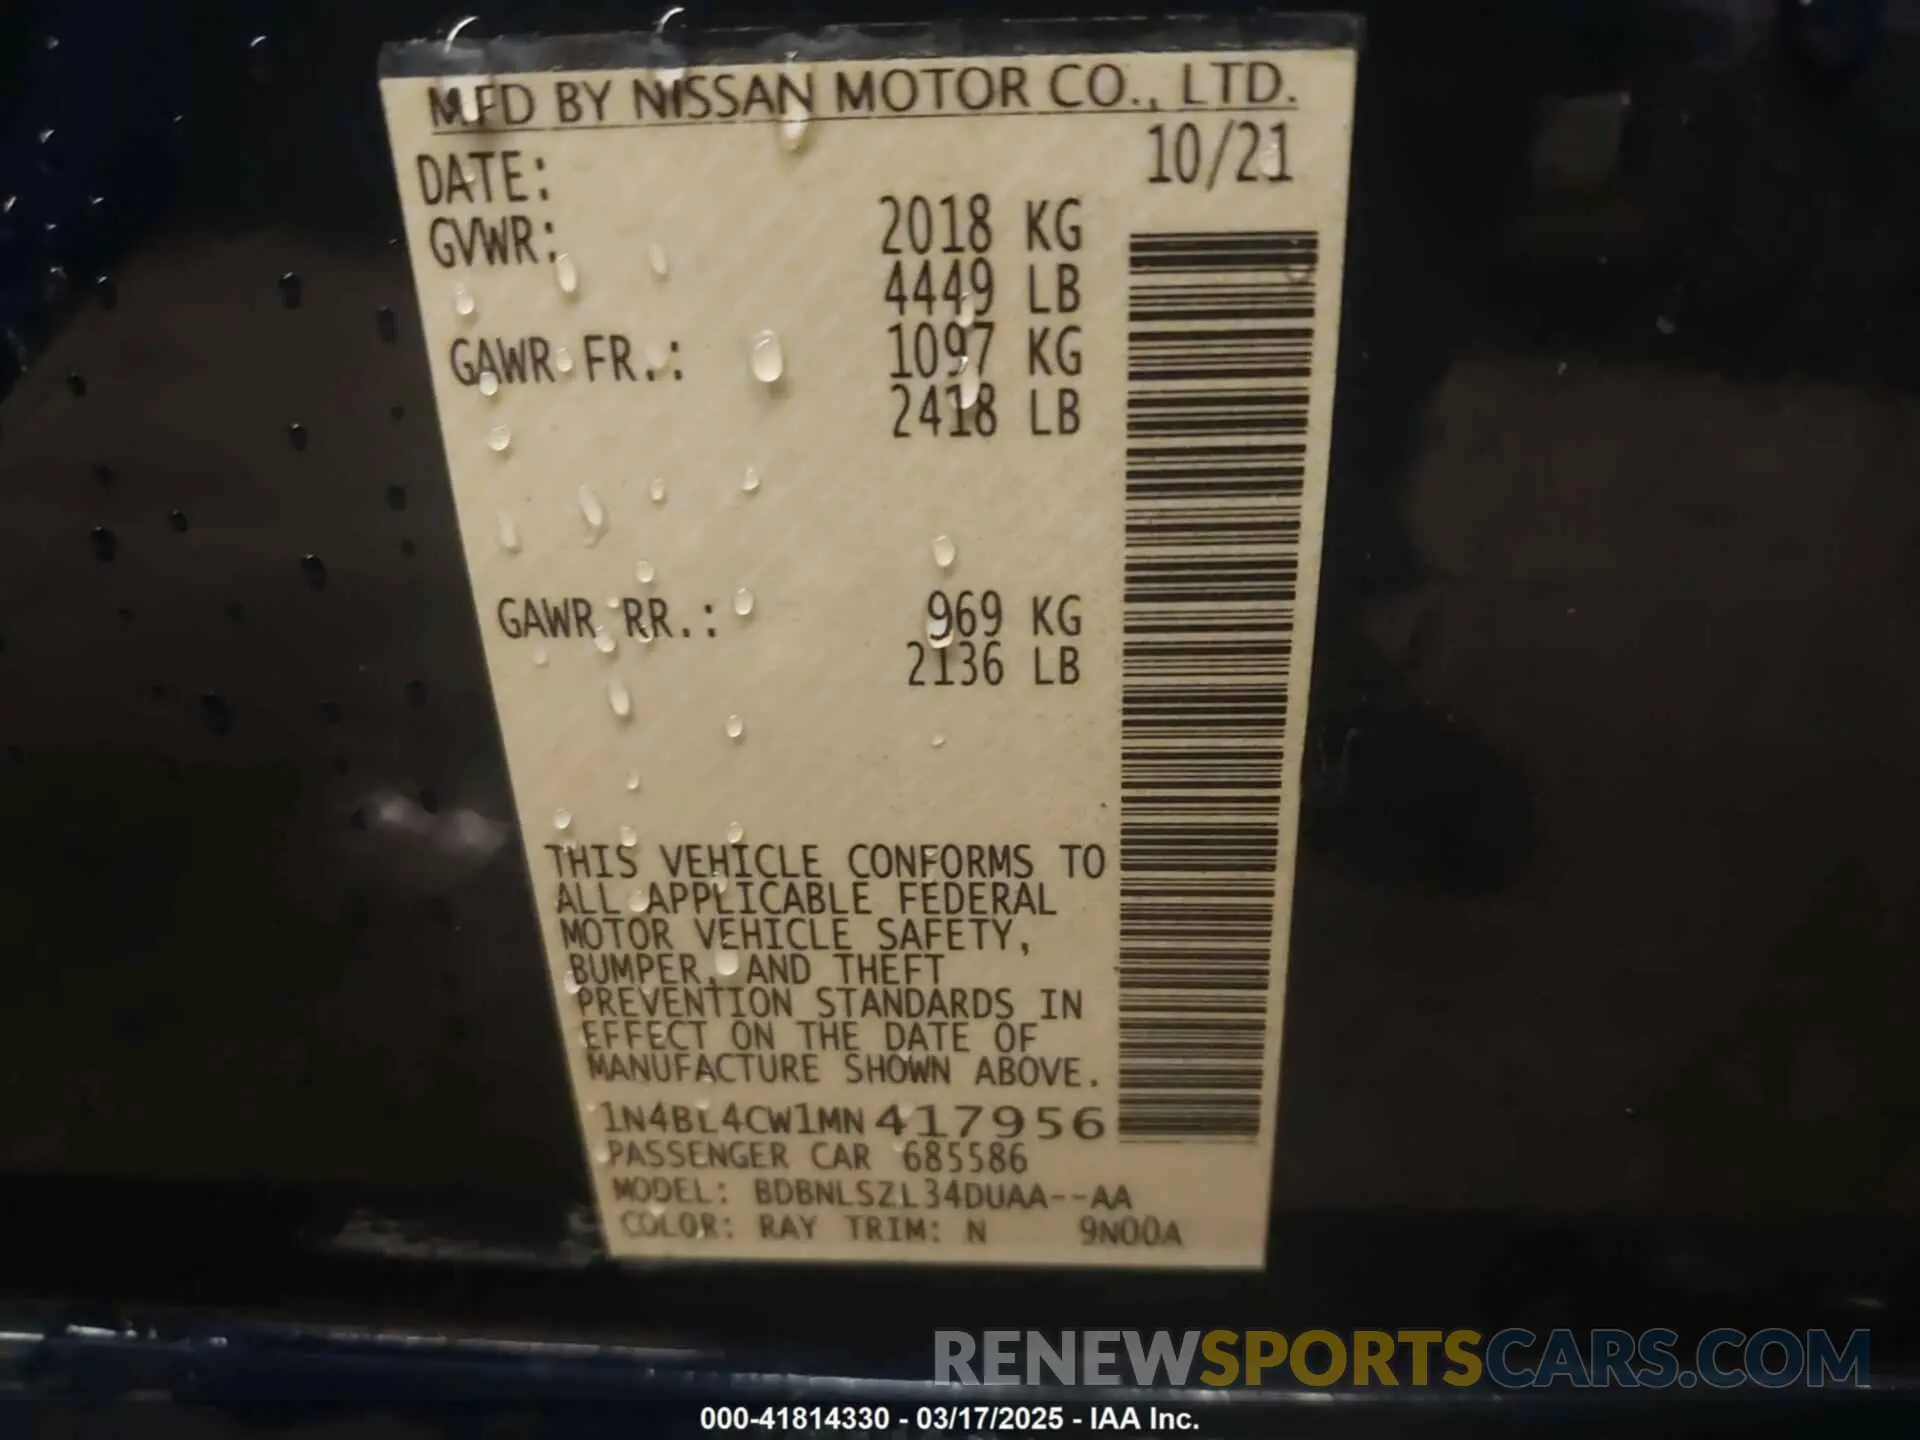 MFD BY NISSAN MOTOR CO., LTD.
DATE: 10/21
GVWR: 2018 KG
4449 LB
GAWR FR.: 1097 KG
2418 LB
GAWR RR.: 969 KG
2136 LB
THIS VEHICLE CONFORMS TO
ALL APPLICABLE FEDERAL
MOTOR VEHICLE SAFETY,
BUMPER, AND THEFT
PREVENTION STANDARDS IN
EFFECT ON THE DATE OF
MANUFACTURE SHOWN ABOVE.
1N4BL4CW1MN417956
PASSENGER CAR 685586
MODEL: BDBNLSZL34DUAA--AA
COLOR: RAY TRIM: N 9N00A
RENEWSPORTSCARS.COM
000-41814330 - 03/17/2025 - IAA Inc.